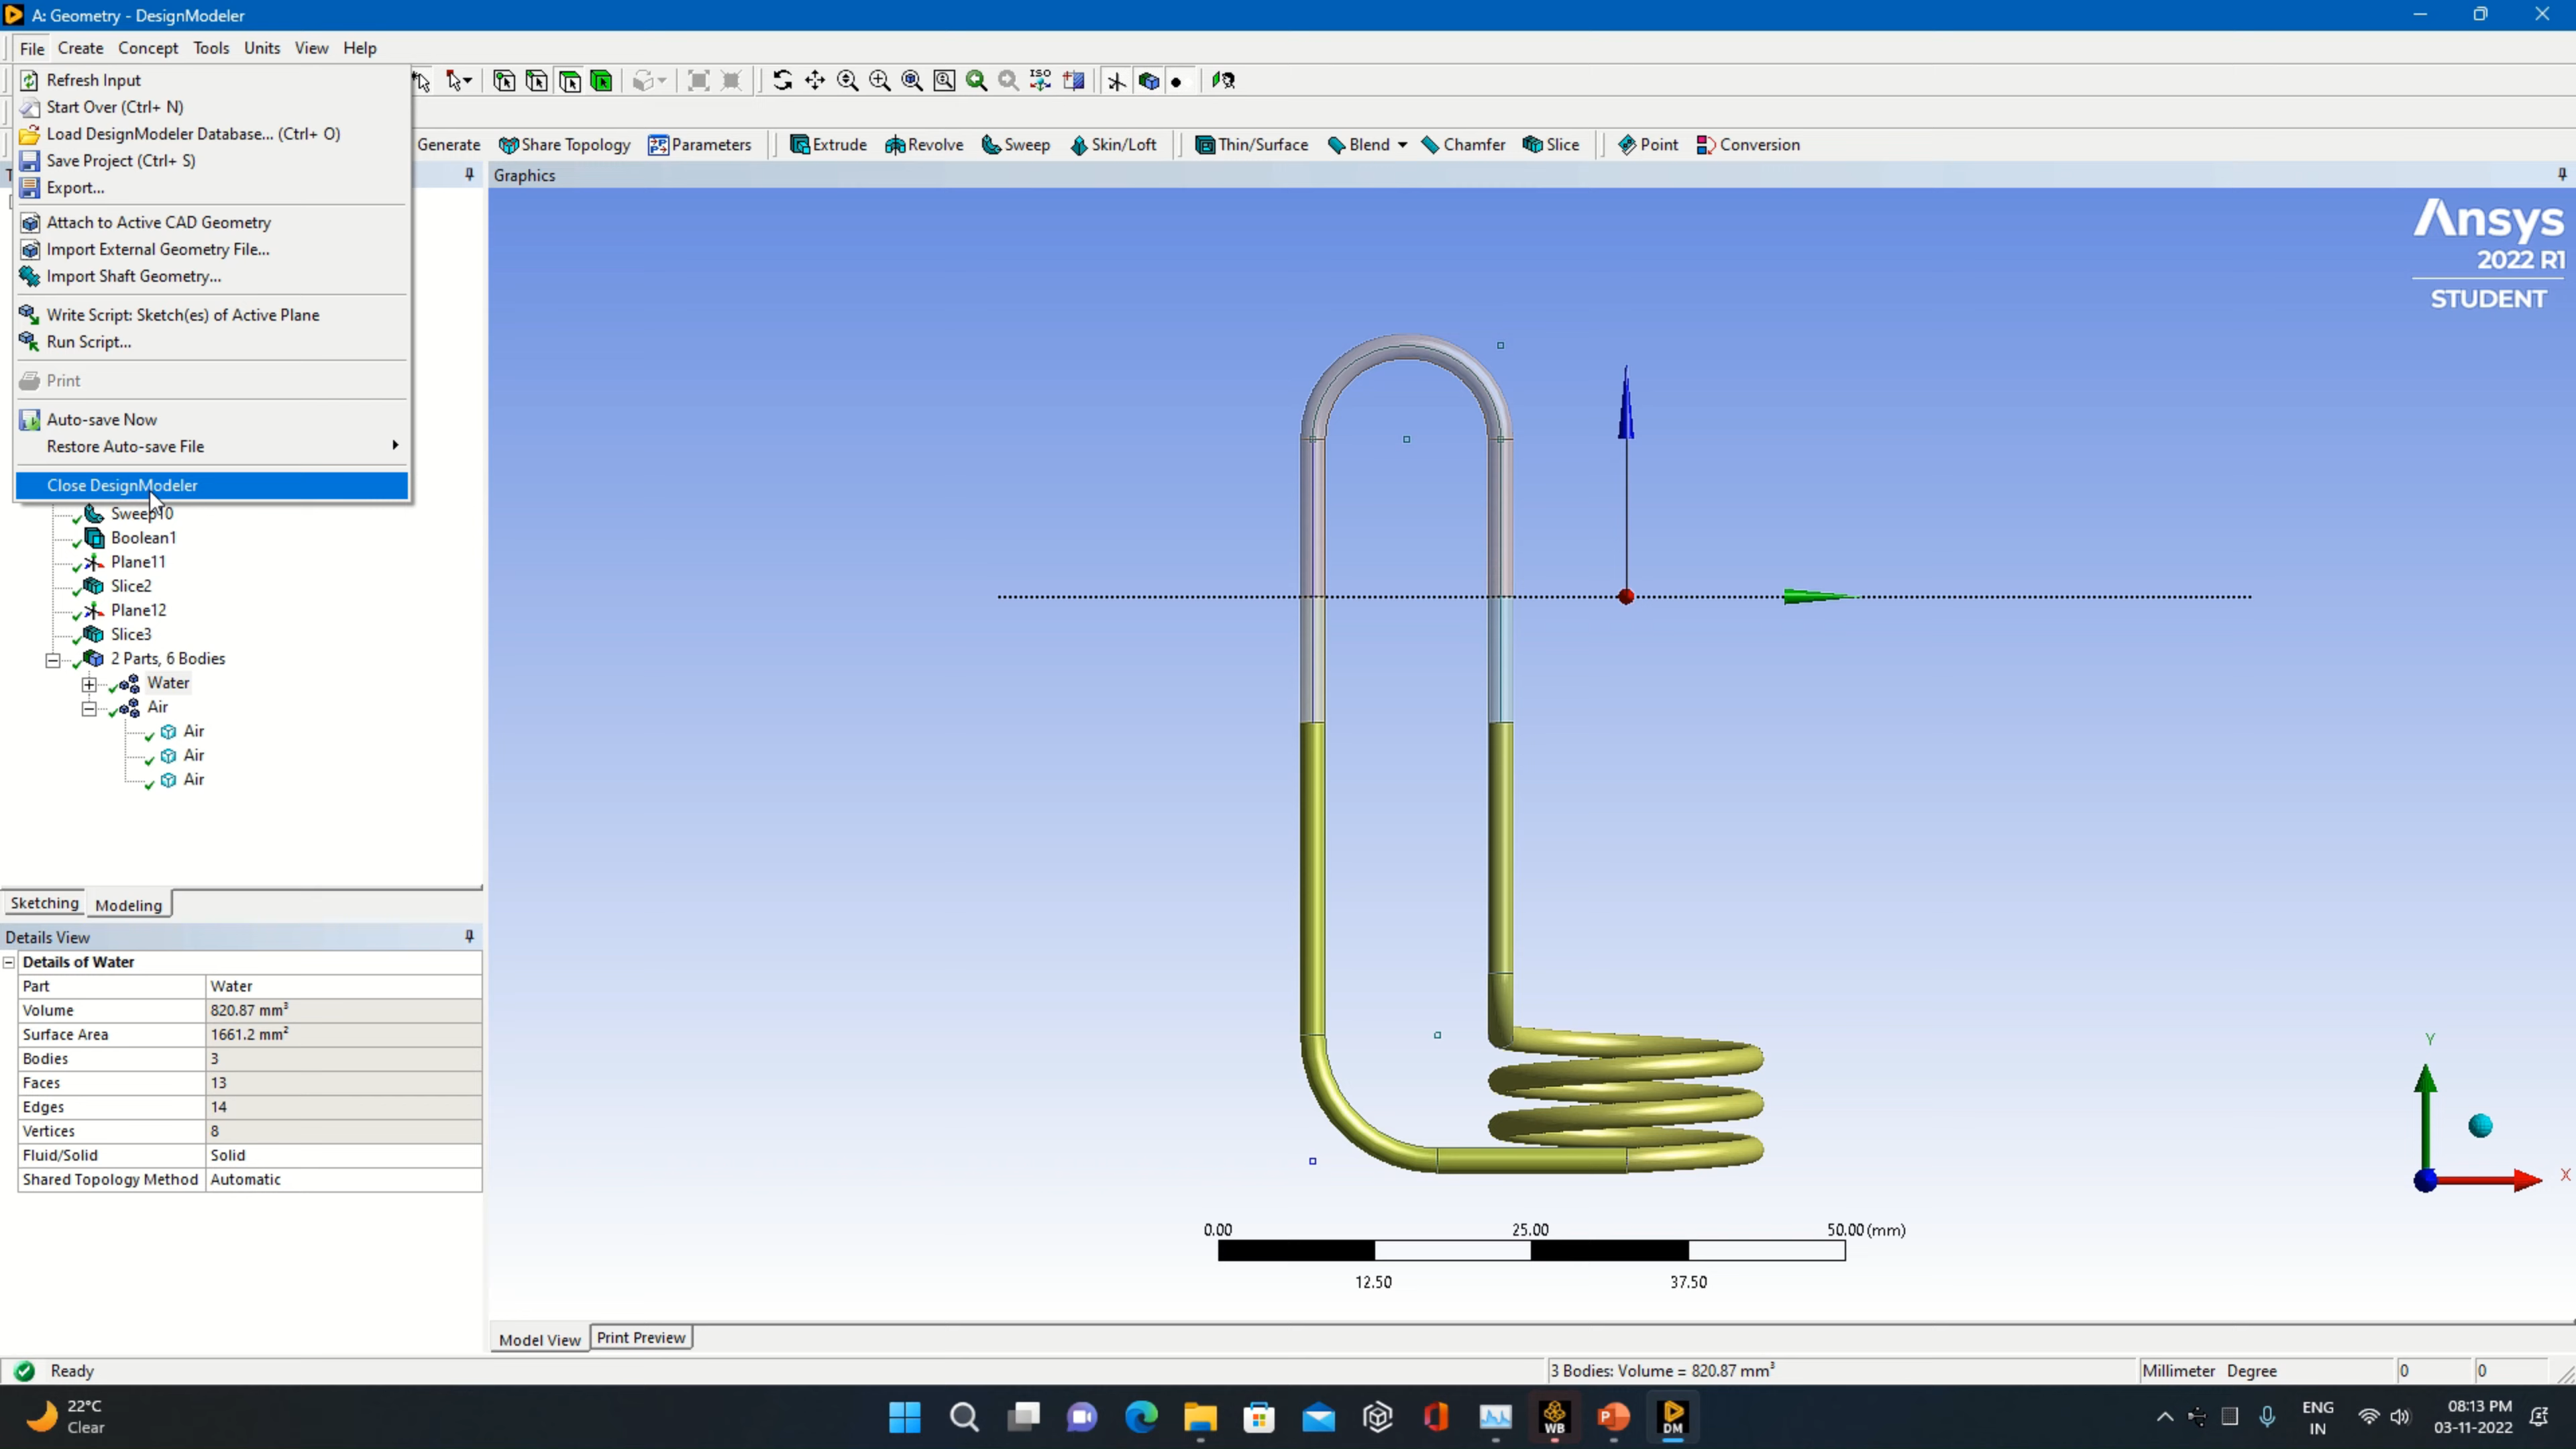 A: Geometry - DesignModeler
File Create Concept Tools Units View Help
Refresh Input
Start Over (Ctrl+ N)
Load DesignModeler Database... (Ctrl+ O)
Save Project (Ctrl+ S)
Export...
Attach to Active CAD Geometry
Import External Geometry File...
Import Shaft Geometry...
Write Script: Sketch(es) of Active Plane
Run Script...
Print
Auto-save Now
Restore Auto-save File
Close DesignModeler
ISO
Generate Share Topology Parameters Extrude Revolve Sweep Skin/Loft Thin/Surface Blend Chamfer Slice Point Conversion
Graphics
Ansys
2022 R1
STUDENT
Sweep10
Boolean1
Plane11
Slice2
Plane12
Slice3
2 Parts, 6 Bodies
Water
Air
Air
Air
Air
Sketching Modeling
Details View
Details of Water
Part Water
Volume 820.87 mm³
Surface Area 1661.2 mm²
Bodies 3
Faces 13
Edges 14
Vertices 8
Fluid/Solid Solid
Shared Topology Method Automatic
Y
X
0.00 25.00 50.00 (mm)
12.50 37.50
Model View Print Preview
Ready
3 Bodies: Volume = 820.87 mm³
Millimeter Degree 0 0
22°C
Clear
WB
DM
ENG
IN
08:13 PM
03-11-2022